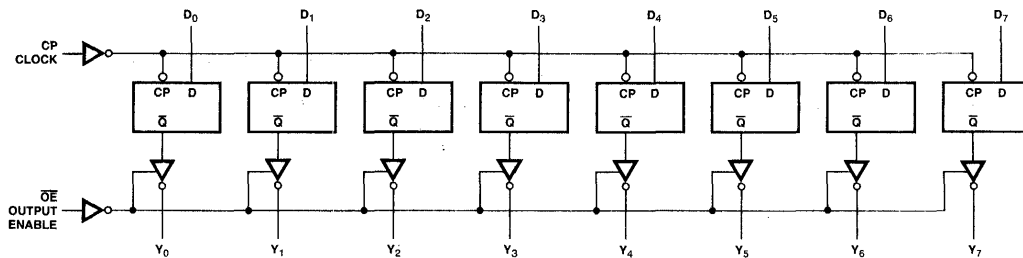 D0 D1 D2 D3 D4 D5 D6 D7
CP
CLOCK
CP D CP D CP D CP D CP D CP D CP D CP D
Q̅ Q̅ Q̅ Q̅ Q̅ Q̅ Q̅ Q̅
O̅E̅
OUTPUT
ENABLE
Y0 Y1 Y2 Y3 Y4 Y5 Y6 Y7